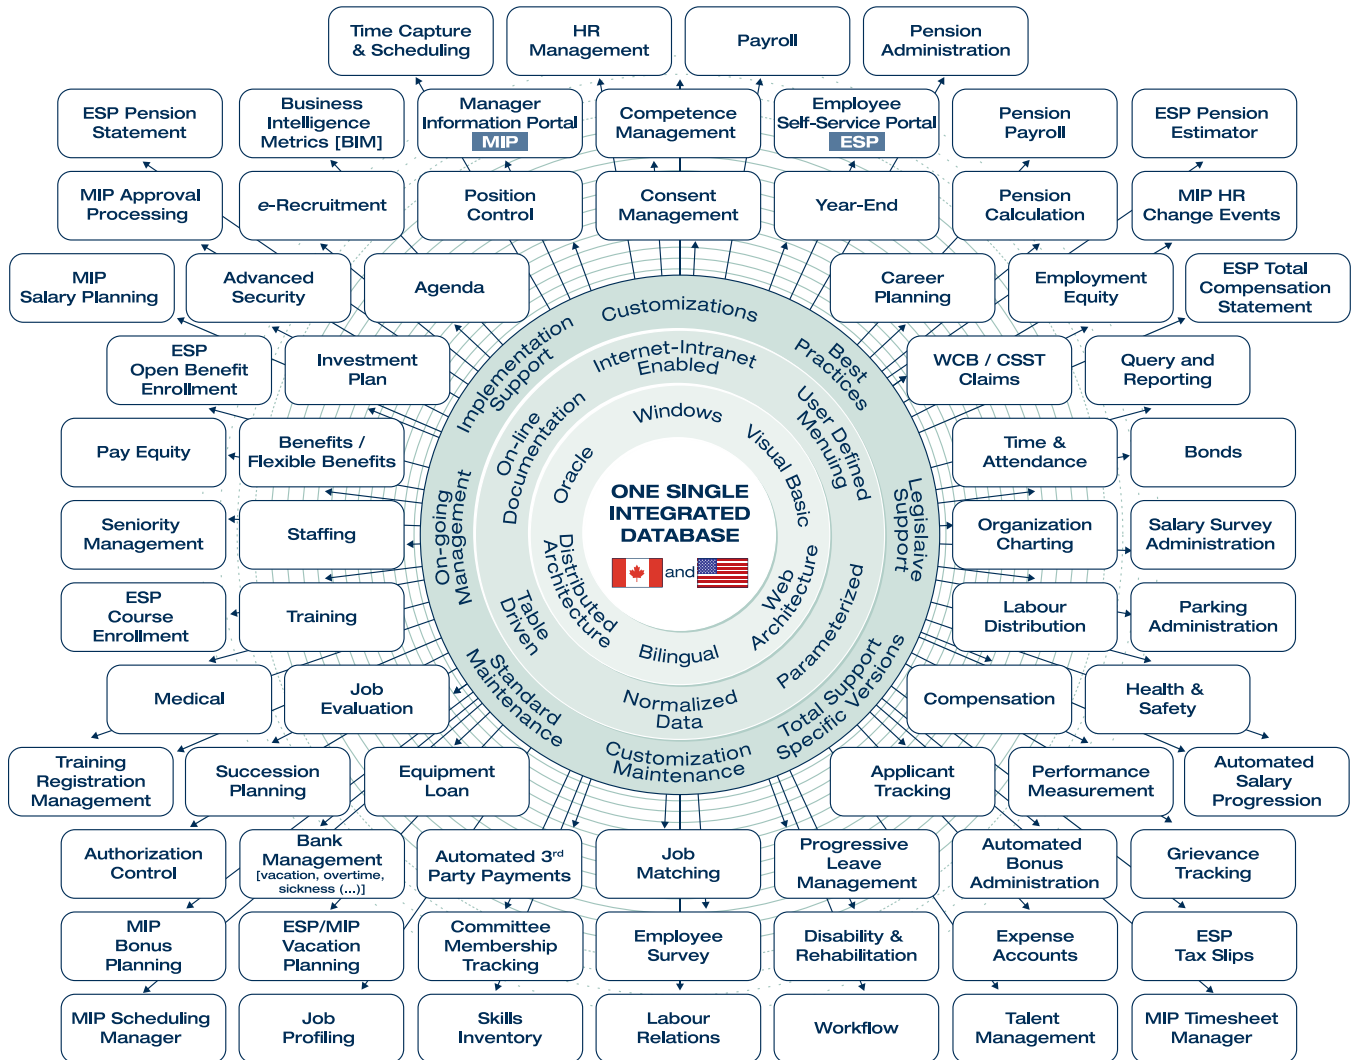 Time Capture
& Scheduling
HR
Management
Payroll
Pension
Administration
ESP Pension
Statement
Business
Intelligence
Metrics [BIM]
Manager
Information Portal
MIP
Competence
Management
Employee
Self-Service Portal
ESP
Pension
Payroll
ESP Pension
Estimator
MIP Approval
Processing
e-Recruitment
Position
Control
Consent
Management
Year-End
Pension
Calculation
MIP HR
Change Events
MIP
Salary Planning
Advanced
Security
Agenda
Career
Planning
Employment
Equity
ESP Total
Compensation
Statement
ESP
Open Benefit
Enrollment
Investment
Plan
WCB / CSST
Claims
Query and
Reporting
Pay Equity
Benefits /
Flexible Benefits
Time &
Attendance
Bonds
Seniority
Management
Staffing
Organization
Charting
Salary Survey
Administration
ESP
Course
Enrollment
Training
Labour
Distribution
Parking
Administration
Medical
Job
Evaluation
Compensation
Health &
Safety
Training
Registration
Management
Succession
Planning
Equipment
Loan
Applicant
Tracking
Performance
Measurement
Automated
Salary
Progression
Authorization
Control
Bank
Management
[vacation, overtime,
sickness (...)]
Automated 3rd
Party Payments
Job
Matching
Progressive
Leave
Management
Automated
Bonus
Administration
Grievance
Tracking
MIP
Bonus
Planning
ESP/MIP
Vacation
Planning
Committee
Membership
Tracking
Employee
Survey
Disability &
Rehabilitation
Expense
Accounts
ESP
Tax Slips
MIP Scheduling
Manager
Job
Profiling
Skills
Inventory
Labour
Relations
Workflow
Talent
Management
MIP Timesheet
Manager
Customizations
Best
Practices
Legislaive
Support
Total Support
Specific Versions
Customization
Maintenance
Standard
Maintenance
On-going
Management
Implementation
Support
Internet-Intranet
Enabled
User Defined
Menuing
Parameterized
Normalized
Data
Table
Driven
On-line
Documentation
Windows
Visual Basic
Web
Architecture
Bilingual
Distributed
Architecture
Oracle
ONE SINGLE
INTEGRATED
DATABASE
and